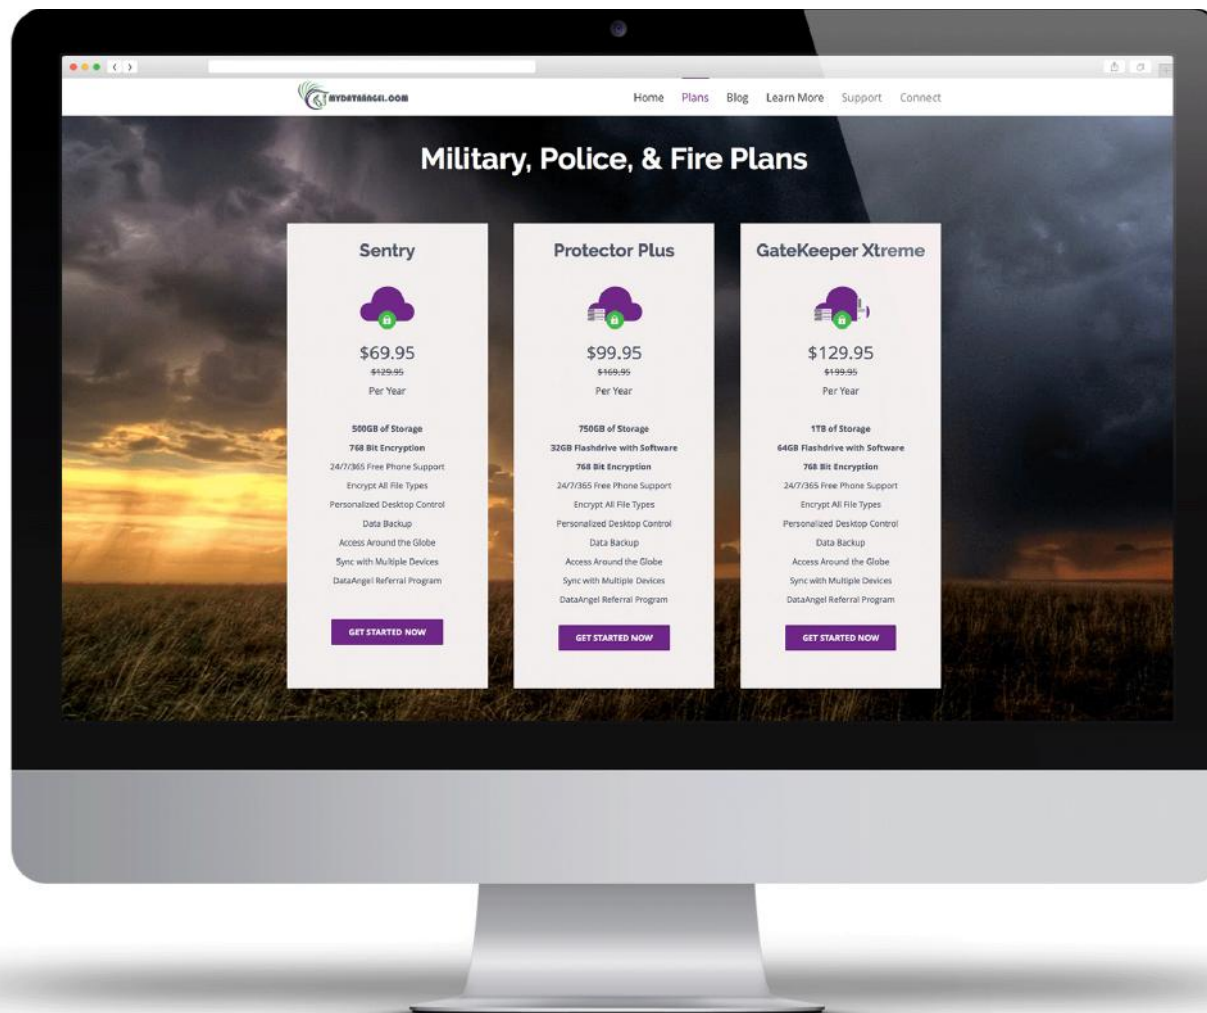 MYDATAANGEL.COM
Home Plans Blog Learn More Support Connect
Military, Police, & Fire Plans
Sentry
$69.95
$129.95
Per Year
500GB of Storage
768 Bit Encryption
24/7/365 Free Phone Support
Encrypt All File Types
Personalized Desktop Control
Data Backup
Access Around the Globe
Sync with Multiple Devices
DataAngel Referral Program
GET STARTED NOW
Protector Plus
$99.95
$169.95
Per Year
750GB of Storage
32GB Flashdrive with Software
768 Bit Encryption
24/7/365 Free Phone Support
Encrypt All File Types
Personalized Desktop Control
Data Backup
Access Around the Globe
Sync with Multiple Devices
DataAngel Referral Program
GET STARTED NOW
GateKeeper Xtreme
$129.95
$199.95
Per Year
1TB of Storage
64GB Flashdrive with Software
768 Bit Encryption
24/7/365 Free Phone Support
Encrypt All File Types
Personalized Desktop Control
Data Backup
Access Around the Globe
Sync with Multiple Devices
DataAngel Referral Program
GET STARTED NOW